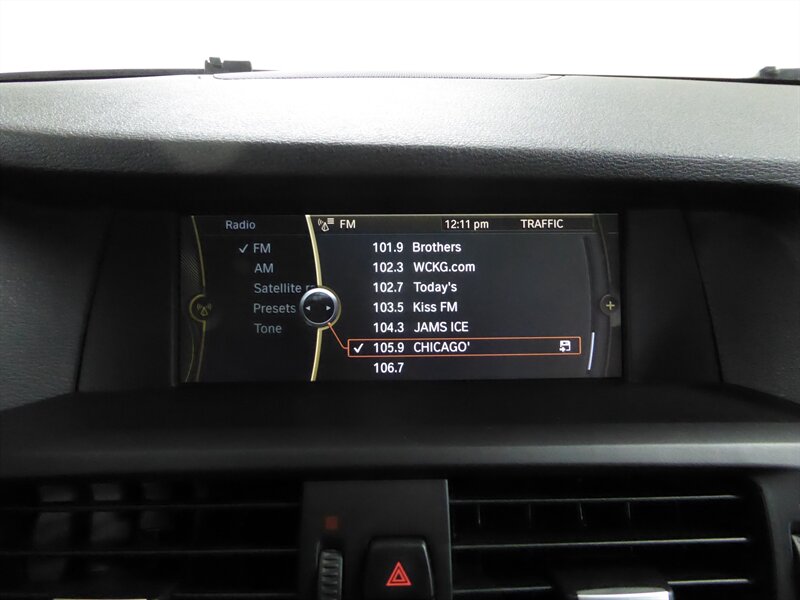 Radio
FM 12:11 pm TRAFFIC
FM
AM
Satellite r
Presets
Tone
101.9 Brothers
102.3 WCKG.com
102.7 Today's
103.5 Kiss FM
104.3 JAMS ICE
105.9 CHICAGO'
106.7